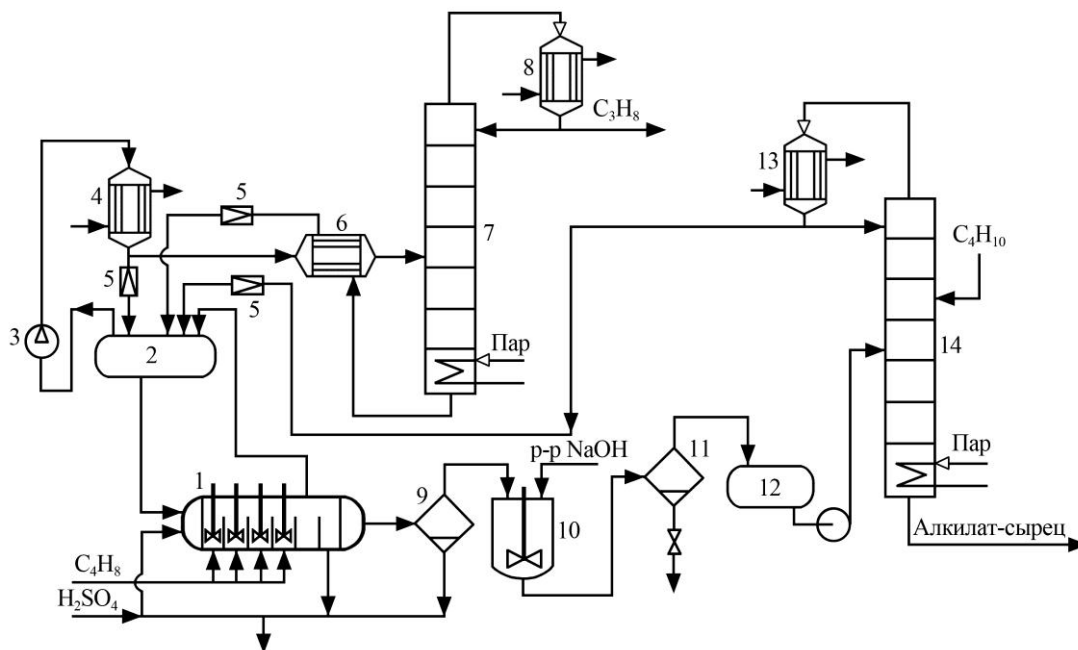 8
C₃H₈
13
4
5
6
7
C₄H₁₀
5
5
3
2
Пар
14
р-р NaOH
11
Пар
1
9
10
12
Алкилат-сырец
C₄H₈
H₂SO₄